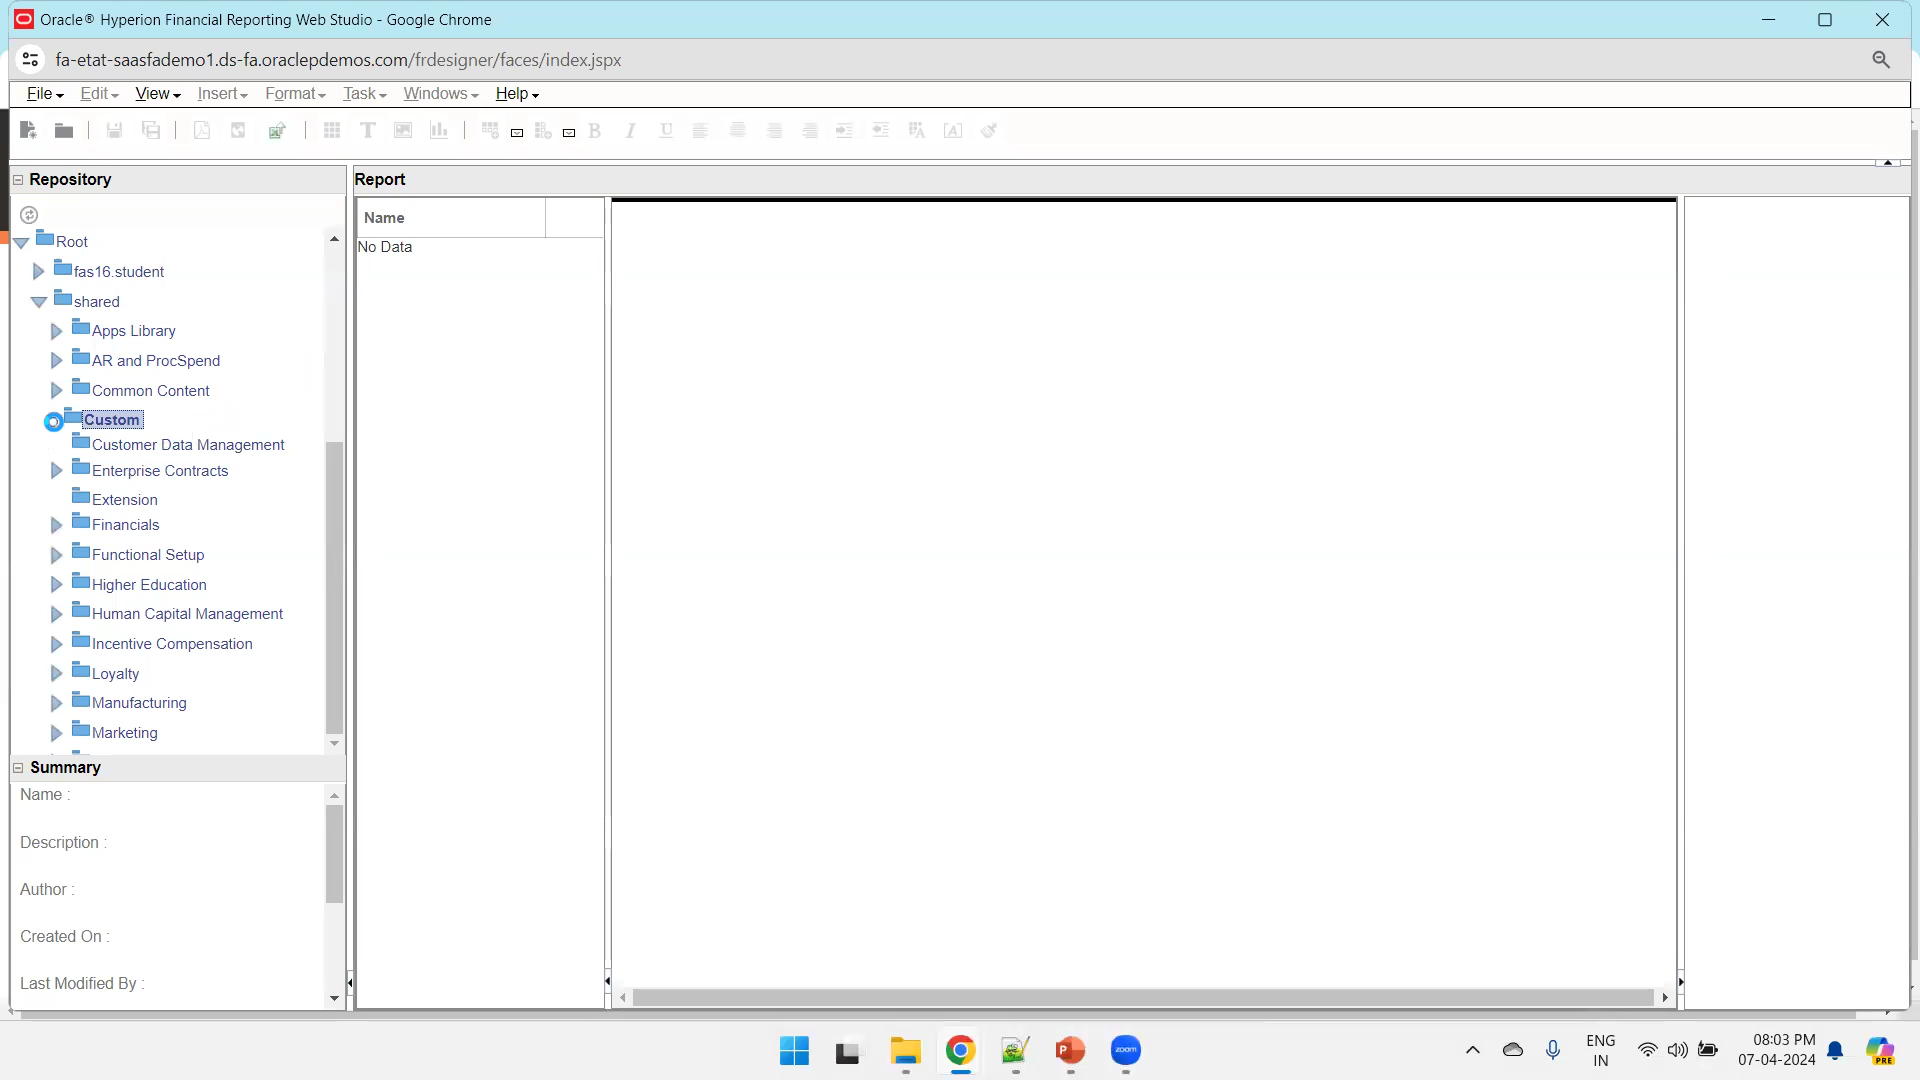 Oracle® Hyperion Financial Reporting Web Studio - Google Chrome
fa-etat-saasfademo1.ds-fa.oraclepdemos.com/frdesigner/faces/index.jspx
File Edit View Insert Format Task Windows Help
Repository
Root
fas16.student
shared
Apps Library
AR and ProcSpend
Common Content
Custom
Customer Data Management
Enterprise Contracts
Extension
Financials
Functional Setup
Higher Education
Human Capital Management
Incentive Compensation
Loyalty
Manufacturing
Marketing
Summary
Name :
Description :
Author :
Created On :
Last Modified By :
Report
Name
No Data
zoom
ENG
IN
08:03 PM
07-04-2024
PRE